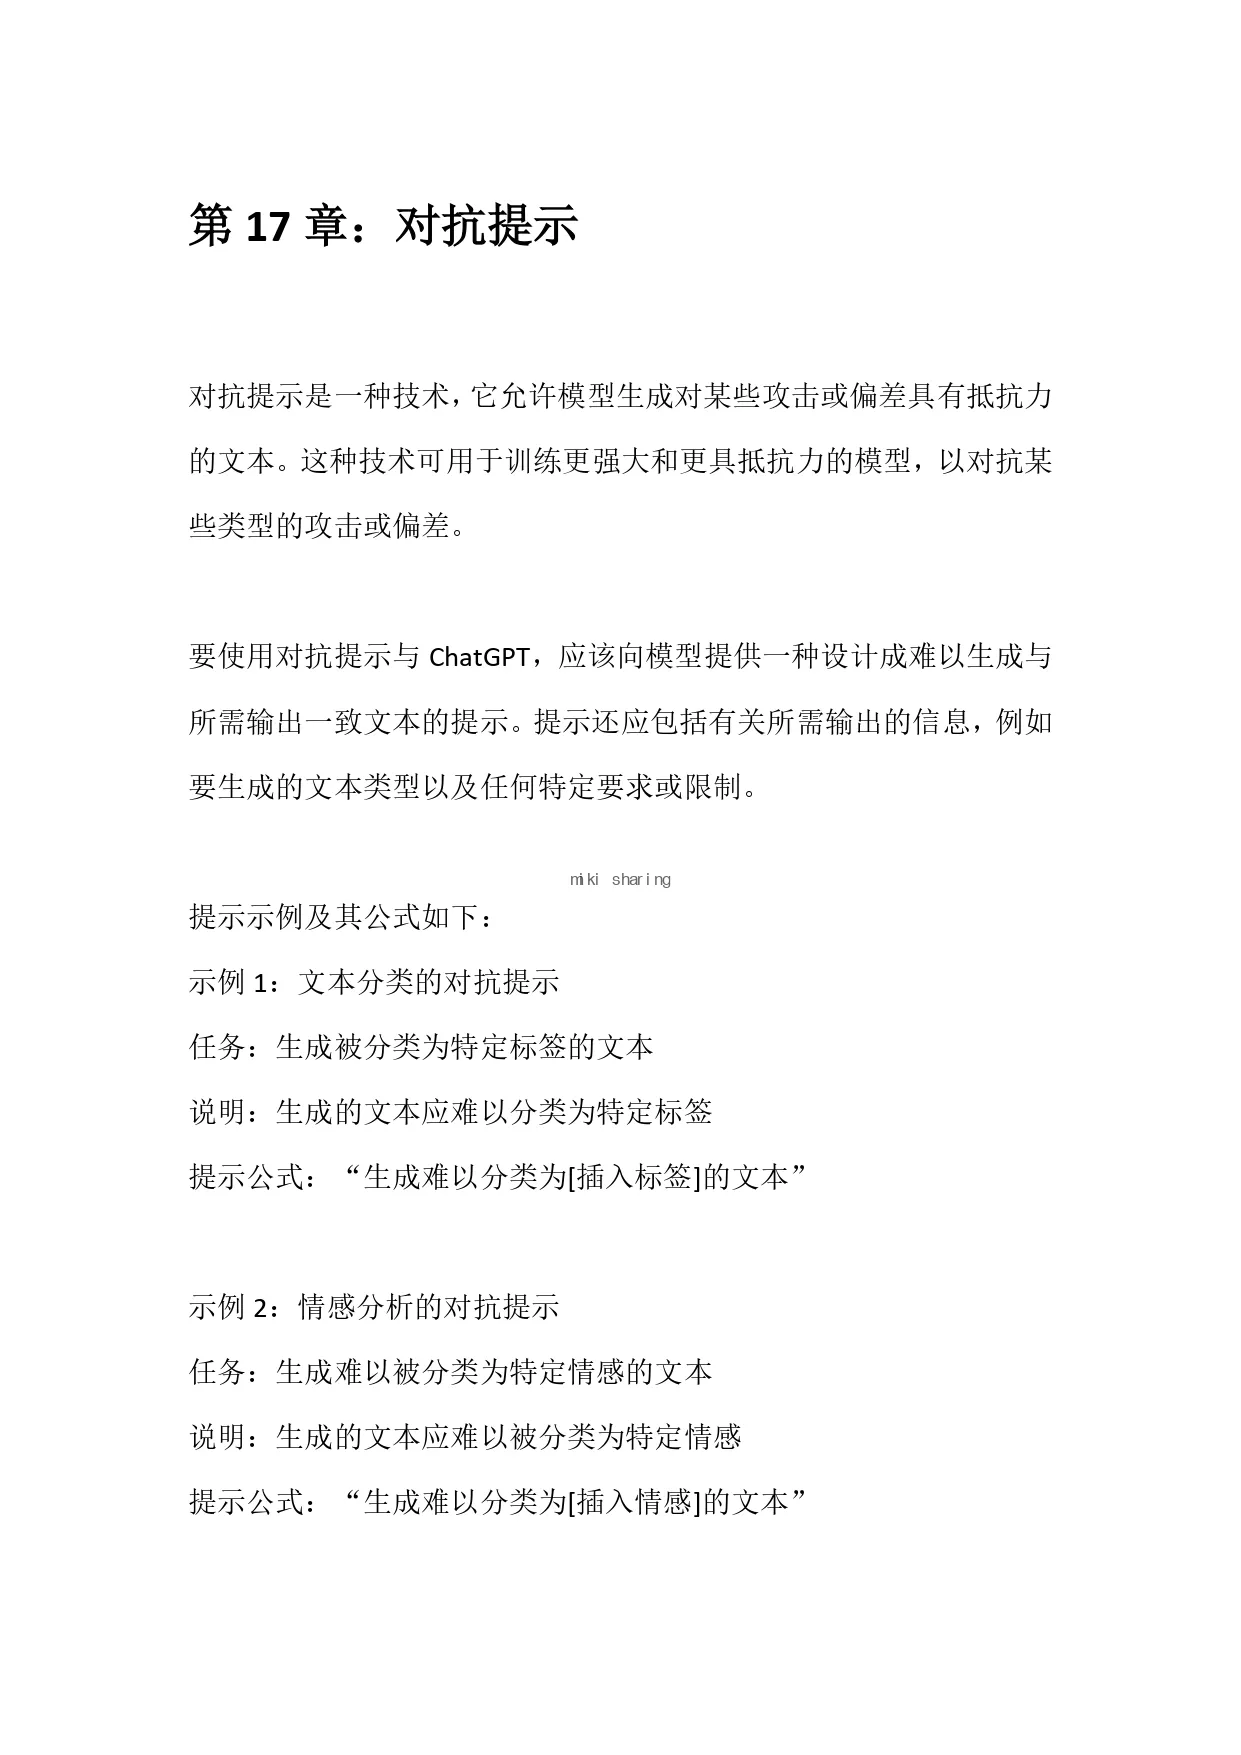 第 17 章：对抗提示
对抗提示是一种技术，它允许模型生成对某些攻击或偏差具有抵抗力
的文本。这种技术可用于训练更强大和更具抵抗力的模型，以对抗某
些类型的攻击或偏差。
要使用对抗提示与 ChatGPT，应该向模型提供一种设计成难以生成与
所需输出一致文本的提示。提示还应包括有关所需输出的信息，例如
要生成的文本类型以及任何特定要求或限制。
miki sharing
提示示例及其公式如下：
示例 1：文本分类的对抗提示
任务：生成被分类为特定标签的文本
说明：生成的文本应难以分类为特定标签
提示公式：“生成难以分类为[插入标签]的文本”
示例 2：情感分析的对抗提示
任务：生成难以被分类为特定情感的文本
说明：生成的文本应难以被分类为特定情感
提示公式：“生成难以分类为[插入情感]的文本”